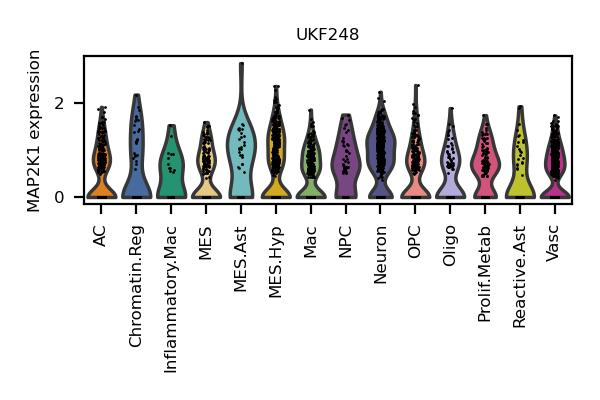 UKF248
MAP2K1 expression
2
0
AC
Chromatin.Reg
Inflammatory.Mac
MES
MES.Ast
MES.Hyp
Mac
NPC
Neuron
OPC
Oligo
Prolif.Metab
Reactive.Ast
Vasc